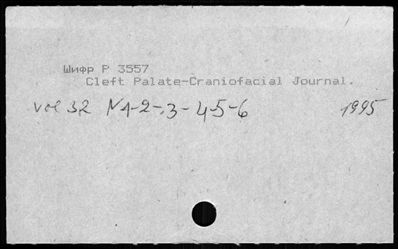 Шифр P 3557
Cleft Palate-Craniofacial Journal.
vol 32 N1-2-3-4-5-6 1995